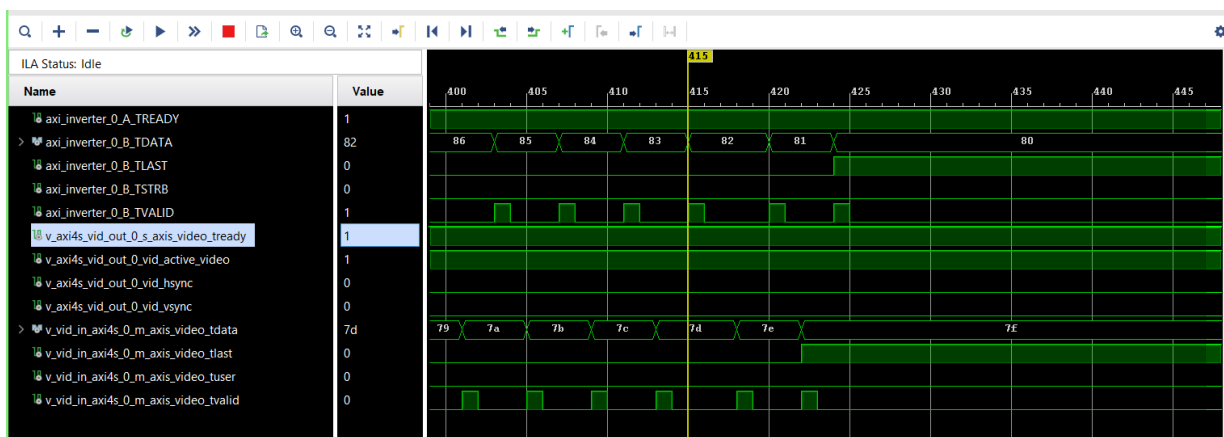 ILA Status: Idle
415
Name Value
400 405 410 415 420 425 430 435 440 445
axi_inverter_0_A_TREADY 1
> axi_inverter_0_B_TDATA 82 86 85 84 83 82 81 80
axi_inverter_0_B_TLAST 0
axi_inverter_0_B_TSTRB 0
axi_inverter_0_B_TVALID 1
v_axi4s_vid_out_0_s_axis_video_tready 1
v_axi4s_vid_out_0_vid_active_video 1
v_axi4s_vid_out_0_vid_hsync 0
v_axi4s_vid_out_0_vid_vsync 0
> v_vid_in_axi4s_0_m_axis_video_tdata 7d 79 7a 7b 7c 7d 7e 7f
v_vid_in_axi4s_0_m_axis_video_tlast 0
v_vid_in_axi4s_0_m_axis_video_tuser 0
v_vid_in_axi4s_0_m_axis_video_tvalid 0